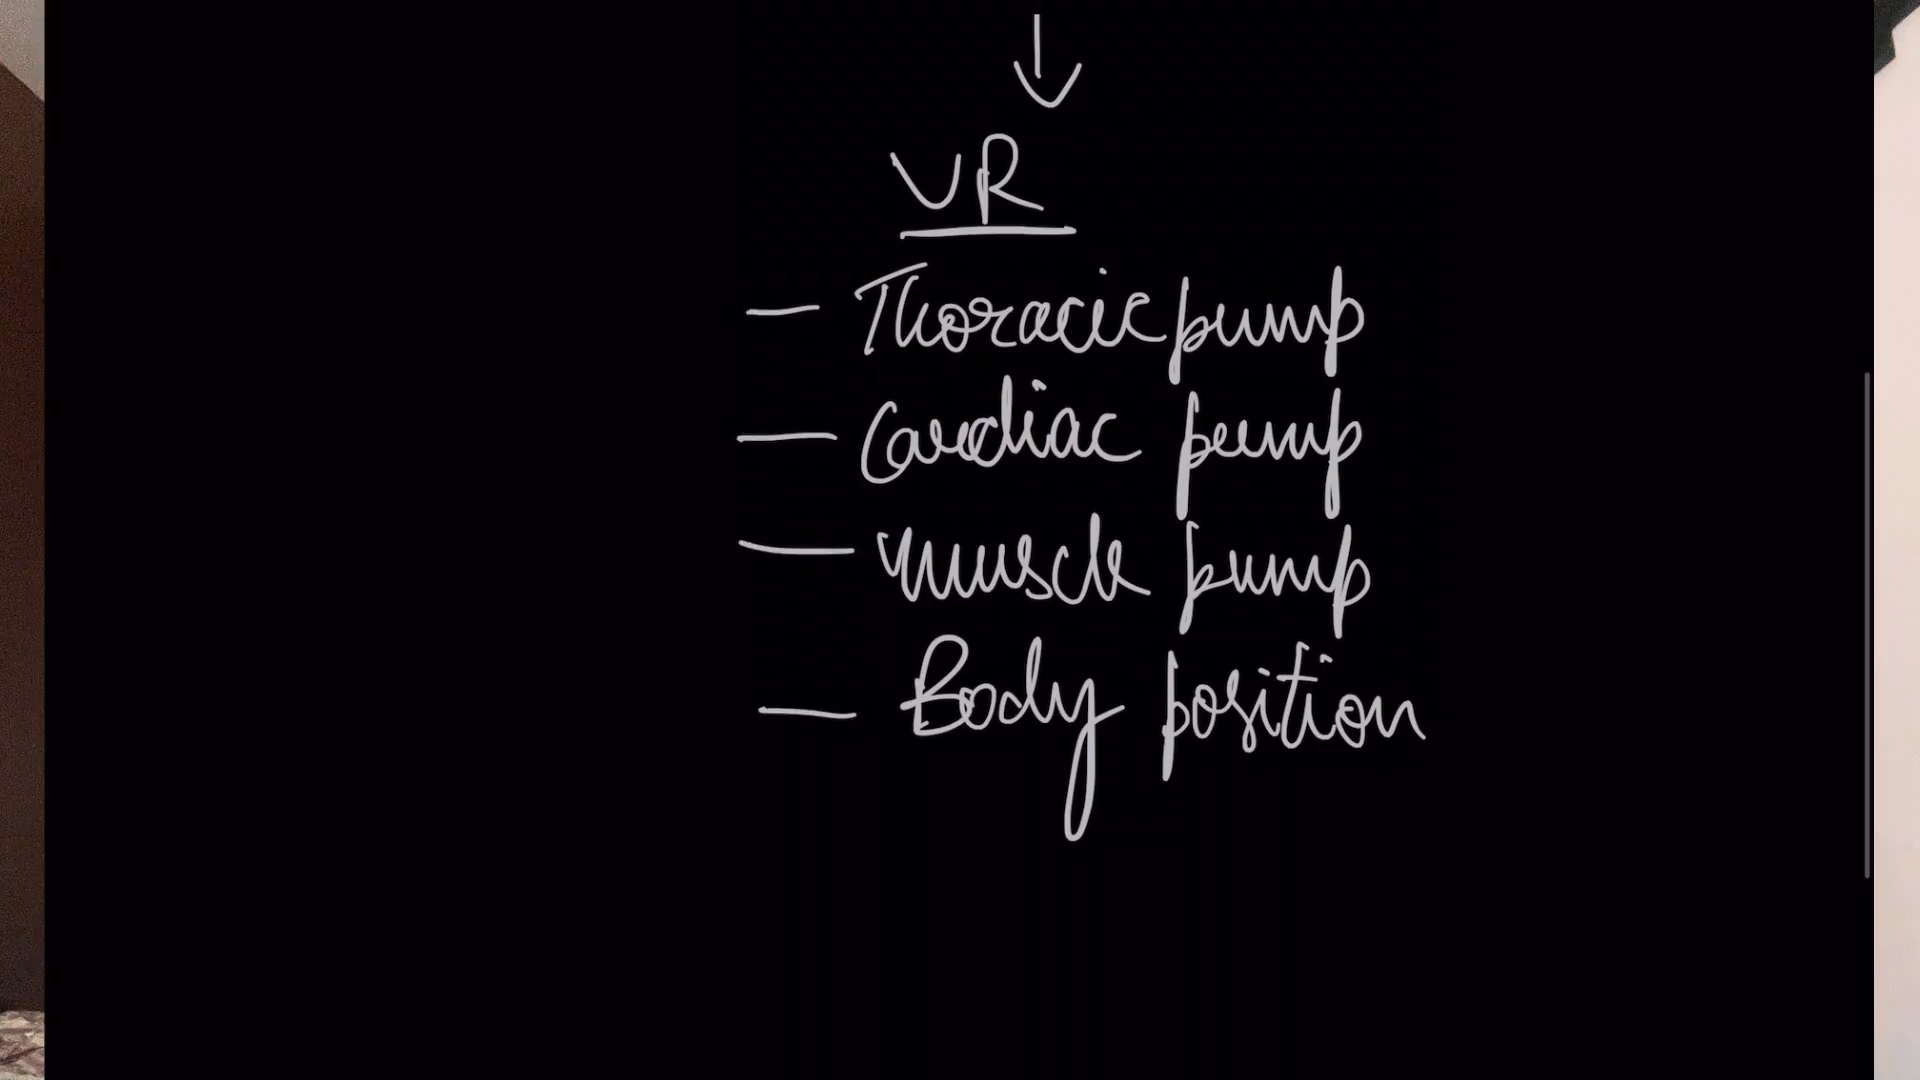 VR
- Thoracic pump
- Cardiac pump
- Muscle pump
- Body position